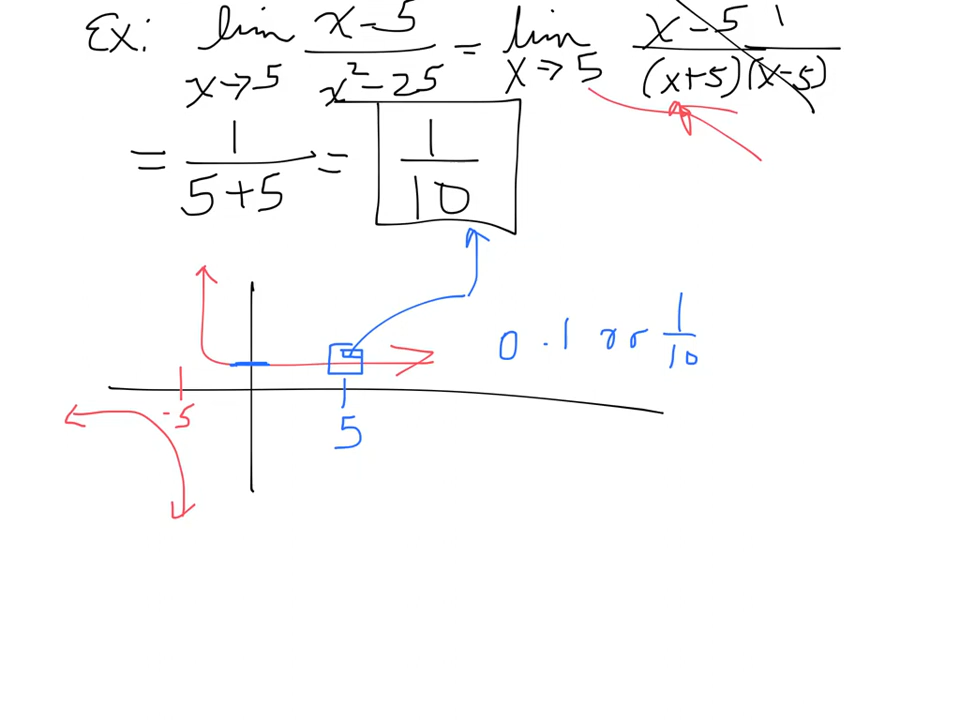 Ex: lim x→5 x-5/x²-25 = lim x→5 x-5 1/(x+5)(x-5)
= 1/5+5 = 1/10
0.1 or 1/10
-5
5